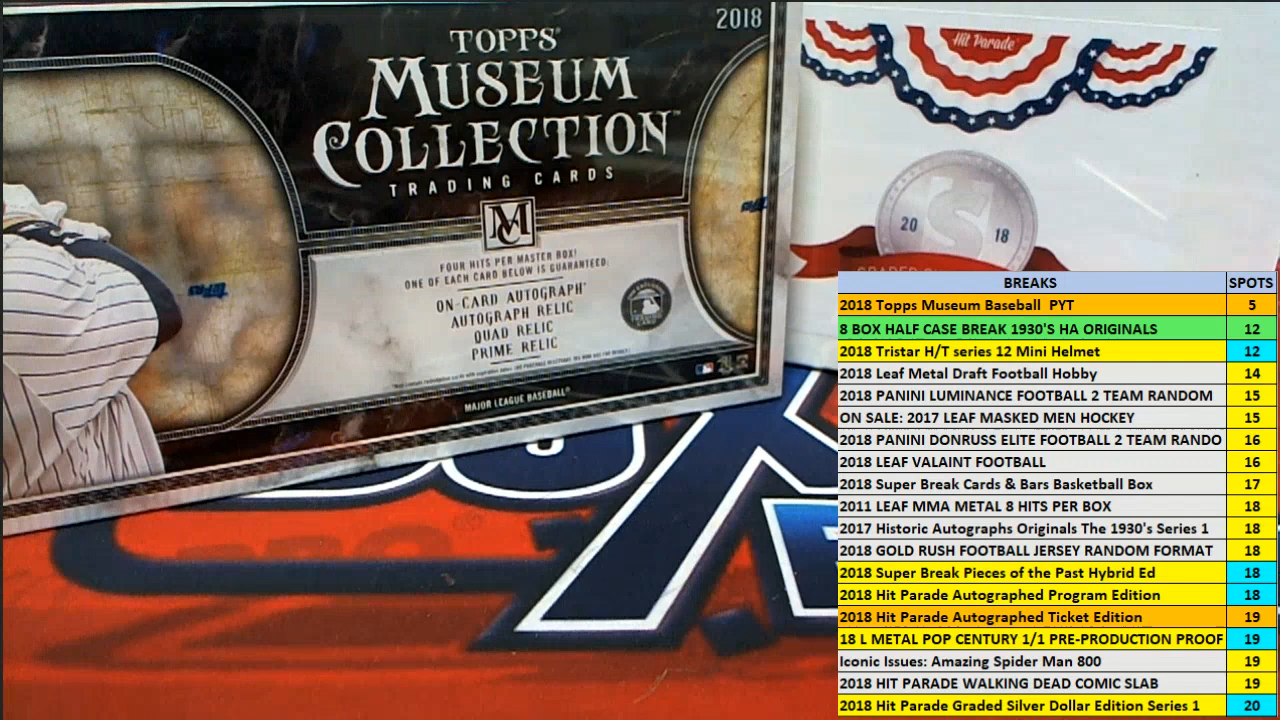 2018
TOPPS
MUSEUM
COLLECTION™
TRADING CARDS
MC
FOUR HITS PER MASTER BOX!
ONE OF EACH CARD BELOW IS GUARANTEED:
ON-CARD AUTOGRAPH*
AUTOGRAPH RELIC
QUAD RELIC
PRIME RELIC
MAJOR LEAGUE BASEBALL®
Hit Parade
20 S 18
BREAKS SPOTS
2018 Topps Museum Baseball PYT 5
8 BOX HALF CASE BREAK 1930'S HA ORIGINALS 12
2018 Tristar H/T series 12 Mini Helmet 12
2018 Leaf Metal Draft Football Hobby 14
2018 PANINI LUMINANCE FOOTBALL 2 TEAM RANDOM 15
ON SALE: 2017 LEAF MASKED MEN HOCKEY 15
2018 PANINI DONRUSS ELITE FOOTBALL 2 TEAM RANDO 16
2018 LEAF VALAINT FOOTBALL 16
2018 Super Break Cards & Bars Basketball Box 17
2011 LEAF MMA METAL 8 HITS PER BOX 18
2017 Historic Autographs Originals The 1930's Series 1 18
2018 GOLD RUSH FOOTBALL JERSEY RANDOM FORMAT 18
2018 Super Break Pieces of the Past Hybrid Ed 18
2018 Hit Parade Autographed Program Edition 18
2018 Hit Parade Autographed Ticket Edition 19
18 L METAL POP CENTURY 1/1 PRE-PRODUCTION PROOF 19
Iconic Issues: Amazing Spider Man 800 19
2018 HIT PARADE WALKING DEAD COMIC SLAB 19
2018 Hit Parade Graded Silver Dollar Edition Series 1 20